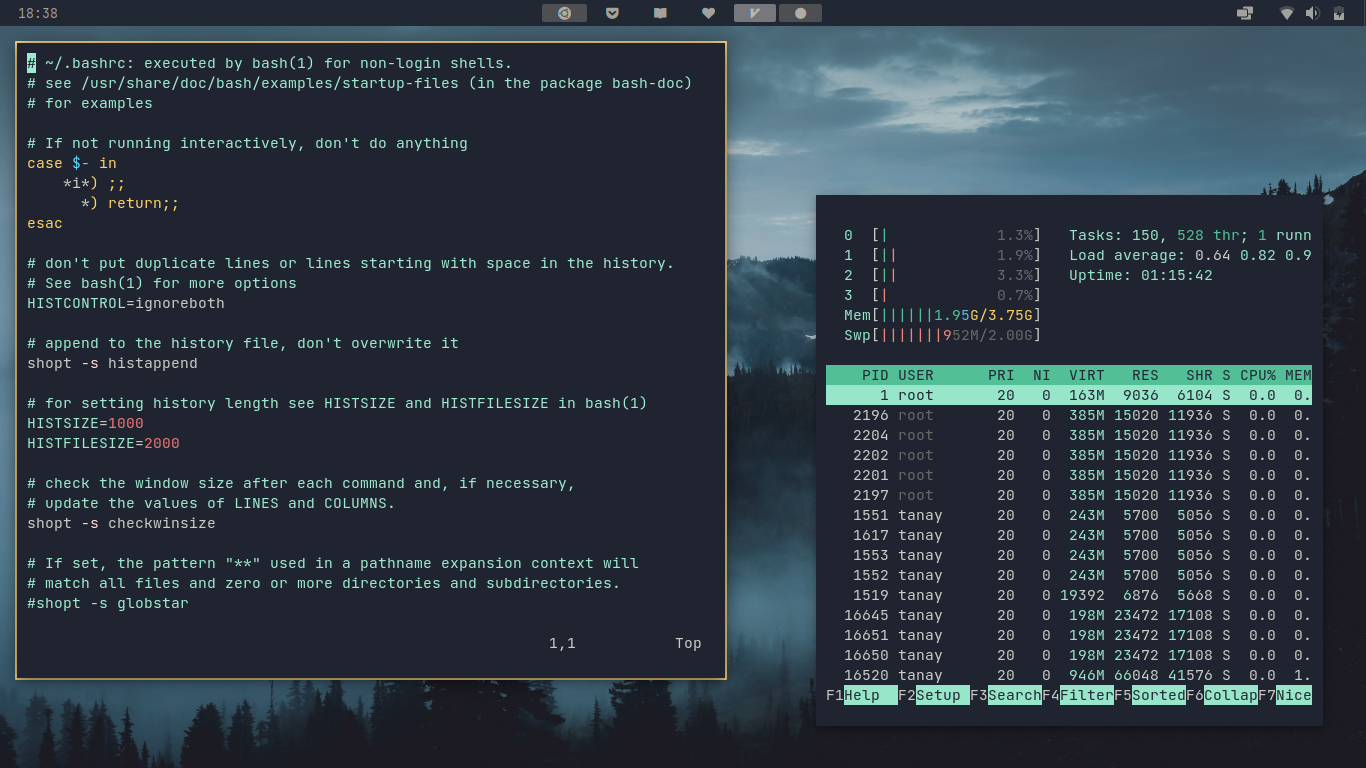 18:38
# ~/.bashrc: executed by bash(1) for non-login shells.
# see /usr/share/doc/bash/examples/startup-files (in the package bash-doc)
# for examples
# If not running interactively, don't do anything
case $- in
    *i*) ;;
      *) return;;
esac
# don't put duplicate lines or lines starting with space in the history.
# See bash(1) for more options
HISTCONTROL=ignoreboth
# append to the history file, don't overwrite it
shopt -s histappend
# for setting history length see HISTSIZE and HISTFILESIZE in bash(1)
HISTSIZE=1000
HISTFILESIZE=2000
# check the window size after each command and, if necessary,
# update the values of LINES and COLUMNS.
shopt -s checkwinsize
# If set, the pattern "**" used in a pathname expansion context will
# match all files and zero or more directories and subdirectories.
#shopt -s globstar
1,1 Top
0 [| 1.3%] Tasks: 150, 528 thr; 1 runn
1 [|| 1.9%] Load average: 0.64 0.82 0.9
2 [|| 3.3%] Uptime: 01:15:42
3 [| 0.7%]
Mem[||||||1.95G/3.75G]
Swp[|||||||952M/2.00G]
PID USER PRI NI VIRT RES SHR S CPU% MEM
1 root 20 0 163M 9036 6104 S 0.0 0.
2196 root 20 0 385M 15020 11936 S 0.0 0.
2204 root 20 0 385M 15020 11936 S 0.0 0.
2202 root 20 0 385M 15020 11936 S 0.0 0.
2201 root 20 0 385M 15020 11936 S 0.0 0.
2197 root 20 0 385M 15020 11936 S 0.0 0.
1551 tanay 20 0 243M 5700 5056 S 0.0 0.
1617 tanay 20 0 243M 5700 5056 S 0.0 0.
1553 tanay 20 0 243M 5700 5056 S 0.0 0.
1552 tanay 20 0 243M 5700 5056 S 0.0 0.
1519 tanay 20 0 19392 6876 5668 S 0.0 0.
16645 tanay 20 0 198M 23472 17108 S 0.0 0.
16651 tanay 20 0 198M 23472 17108 S 0.0 0.
16650 tanay 20 0 198M 23472 17108 S 0.0 0.
16520 tanay 20 0 946M 66048 41576 S 0.0 1.
F1Help F2Setup F3SearchF4FilterF5SortedF6CollapF7Nice